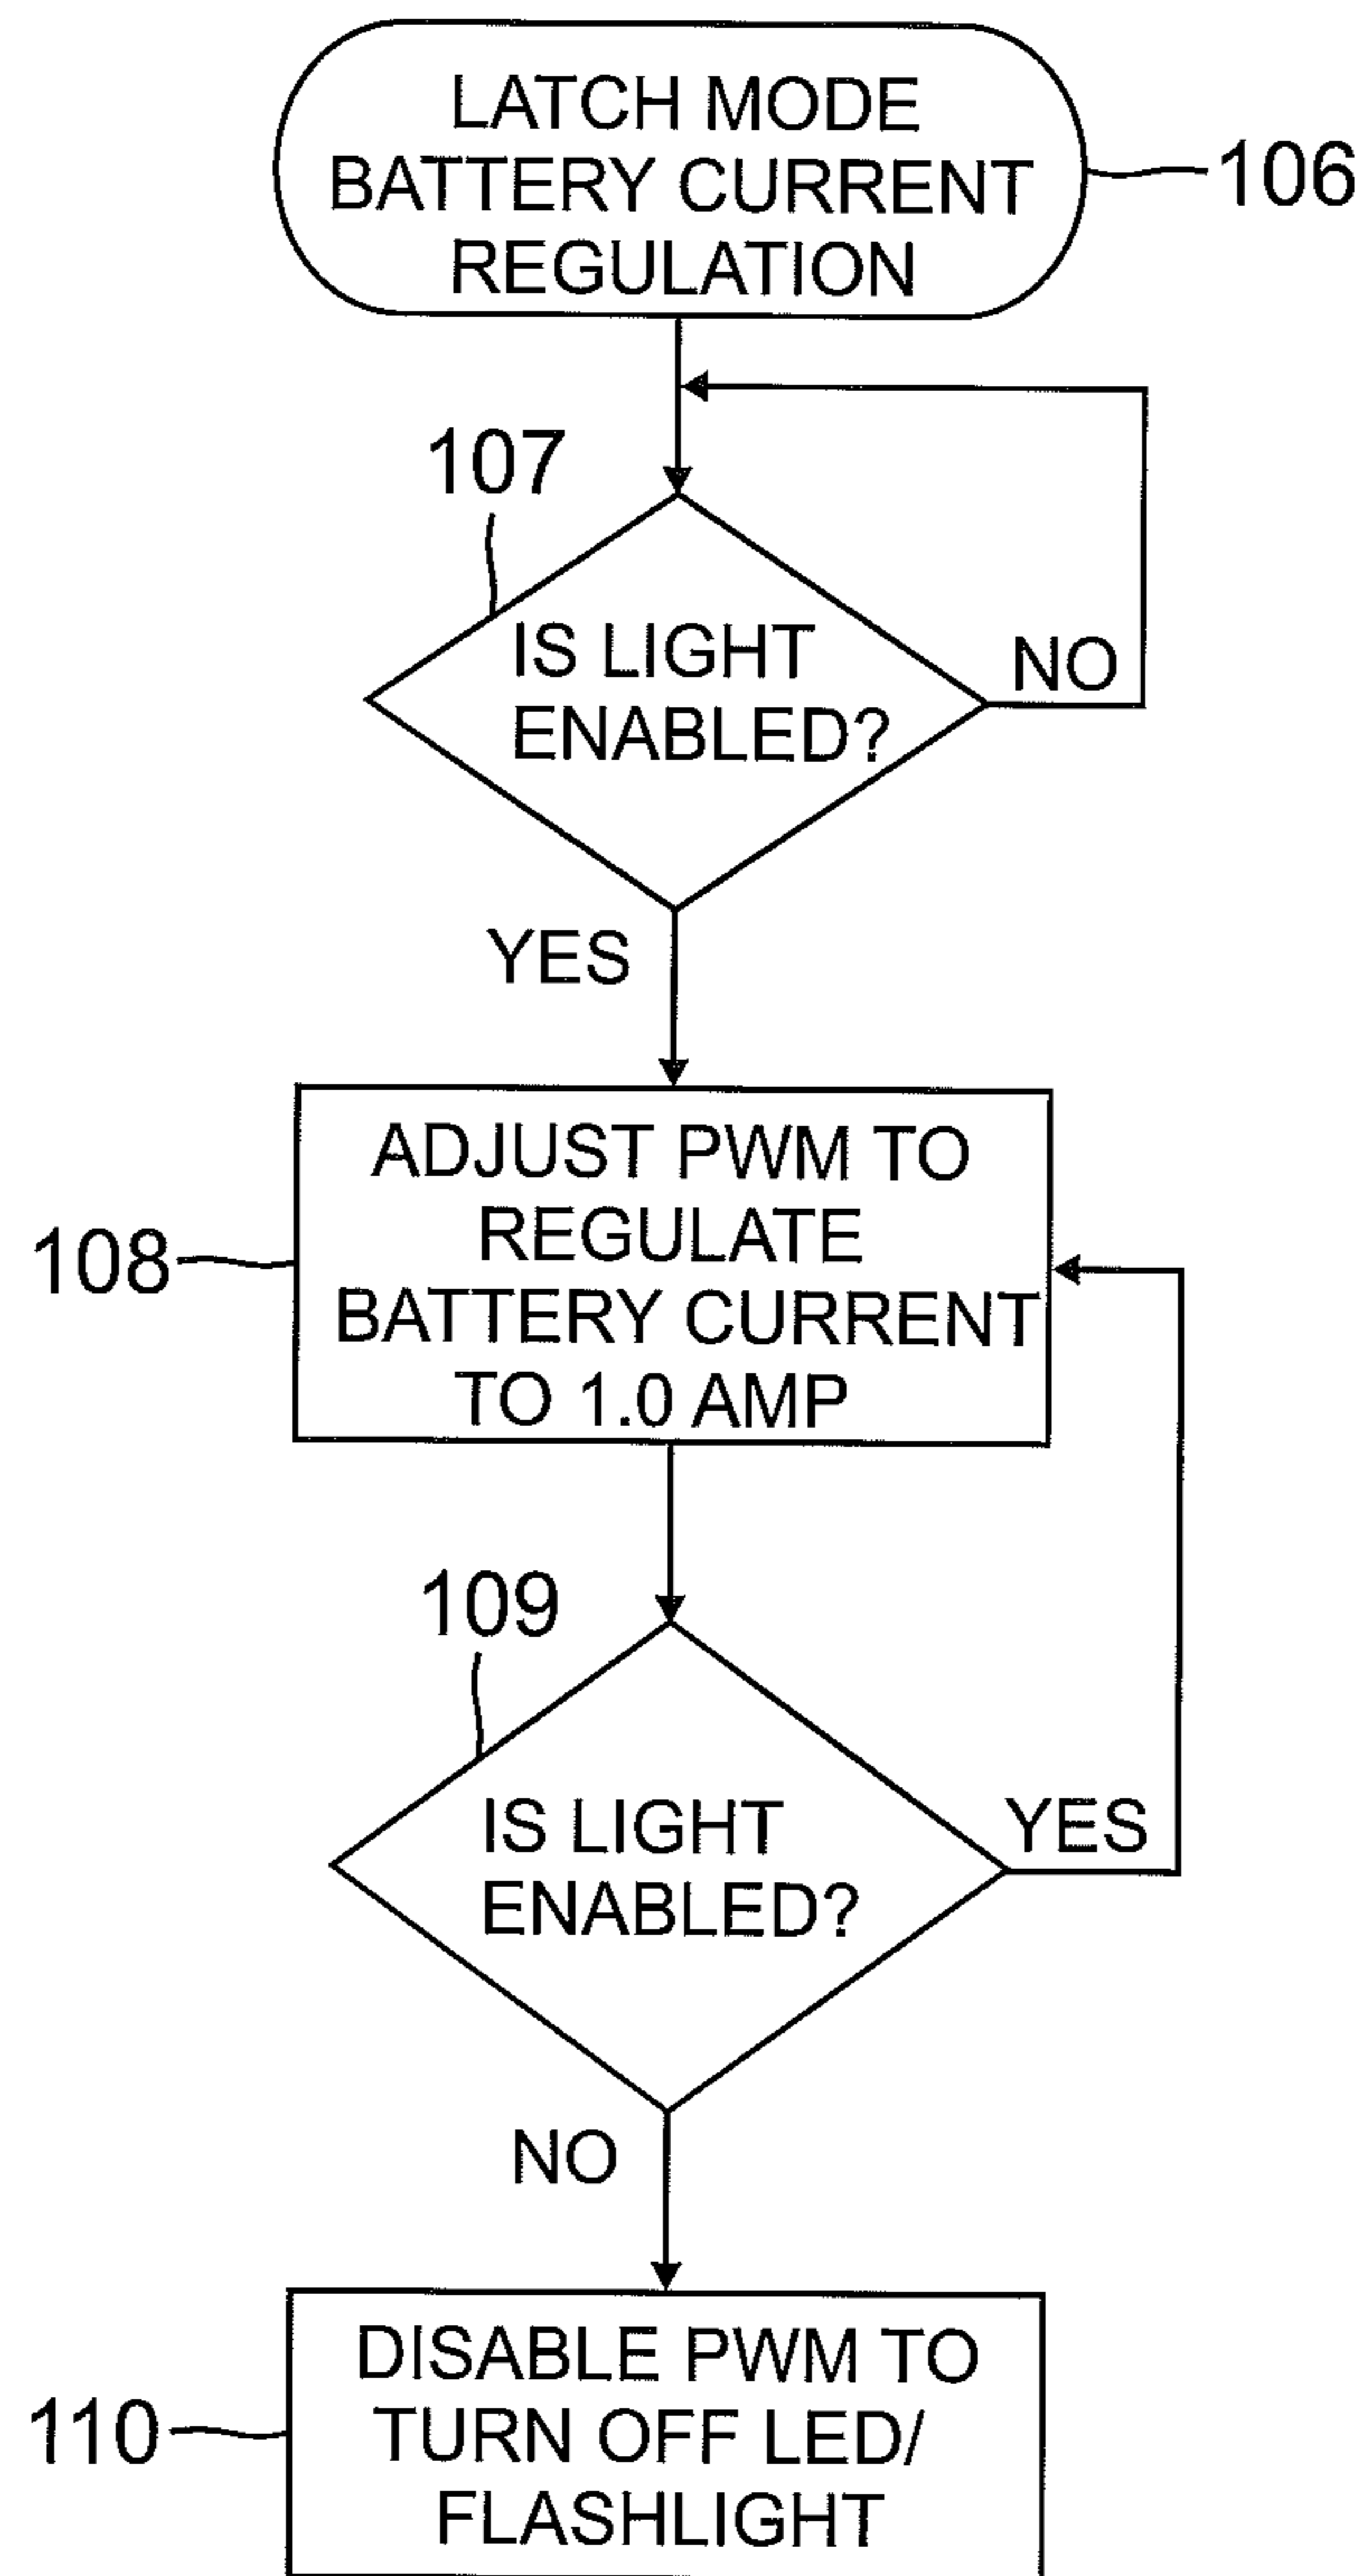 LATCH MODE
BATTERY CURRENT
REGULATION
106
107
IS LIGHT
ENABLED?
NO
YES
ADJUST PWM TO
REGULATE
BATTERY CURRENT
TO 1.0 AMP
108
109
IS LIGHT
ENABLED?
YES
NO
DISABLE PWM TO
TURN OFF LED/
FLASHLIGHT
110